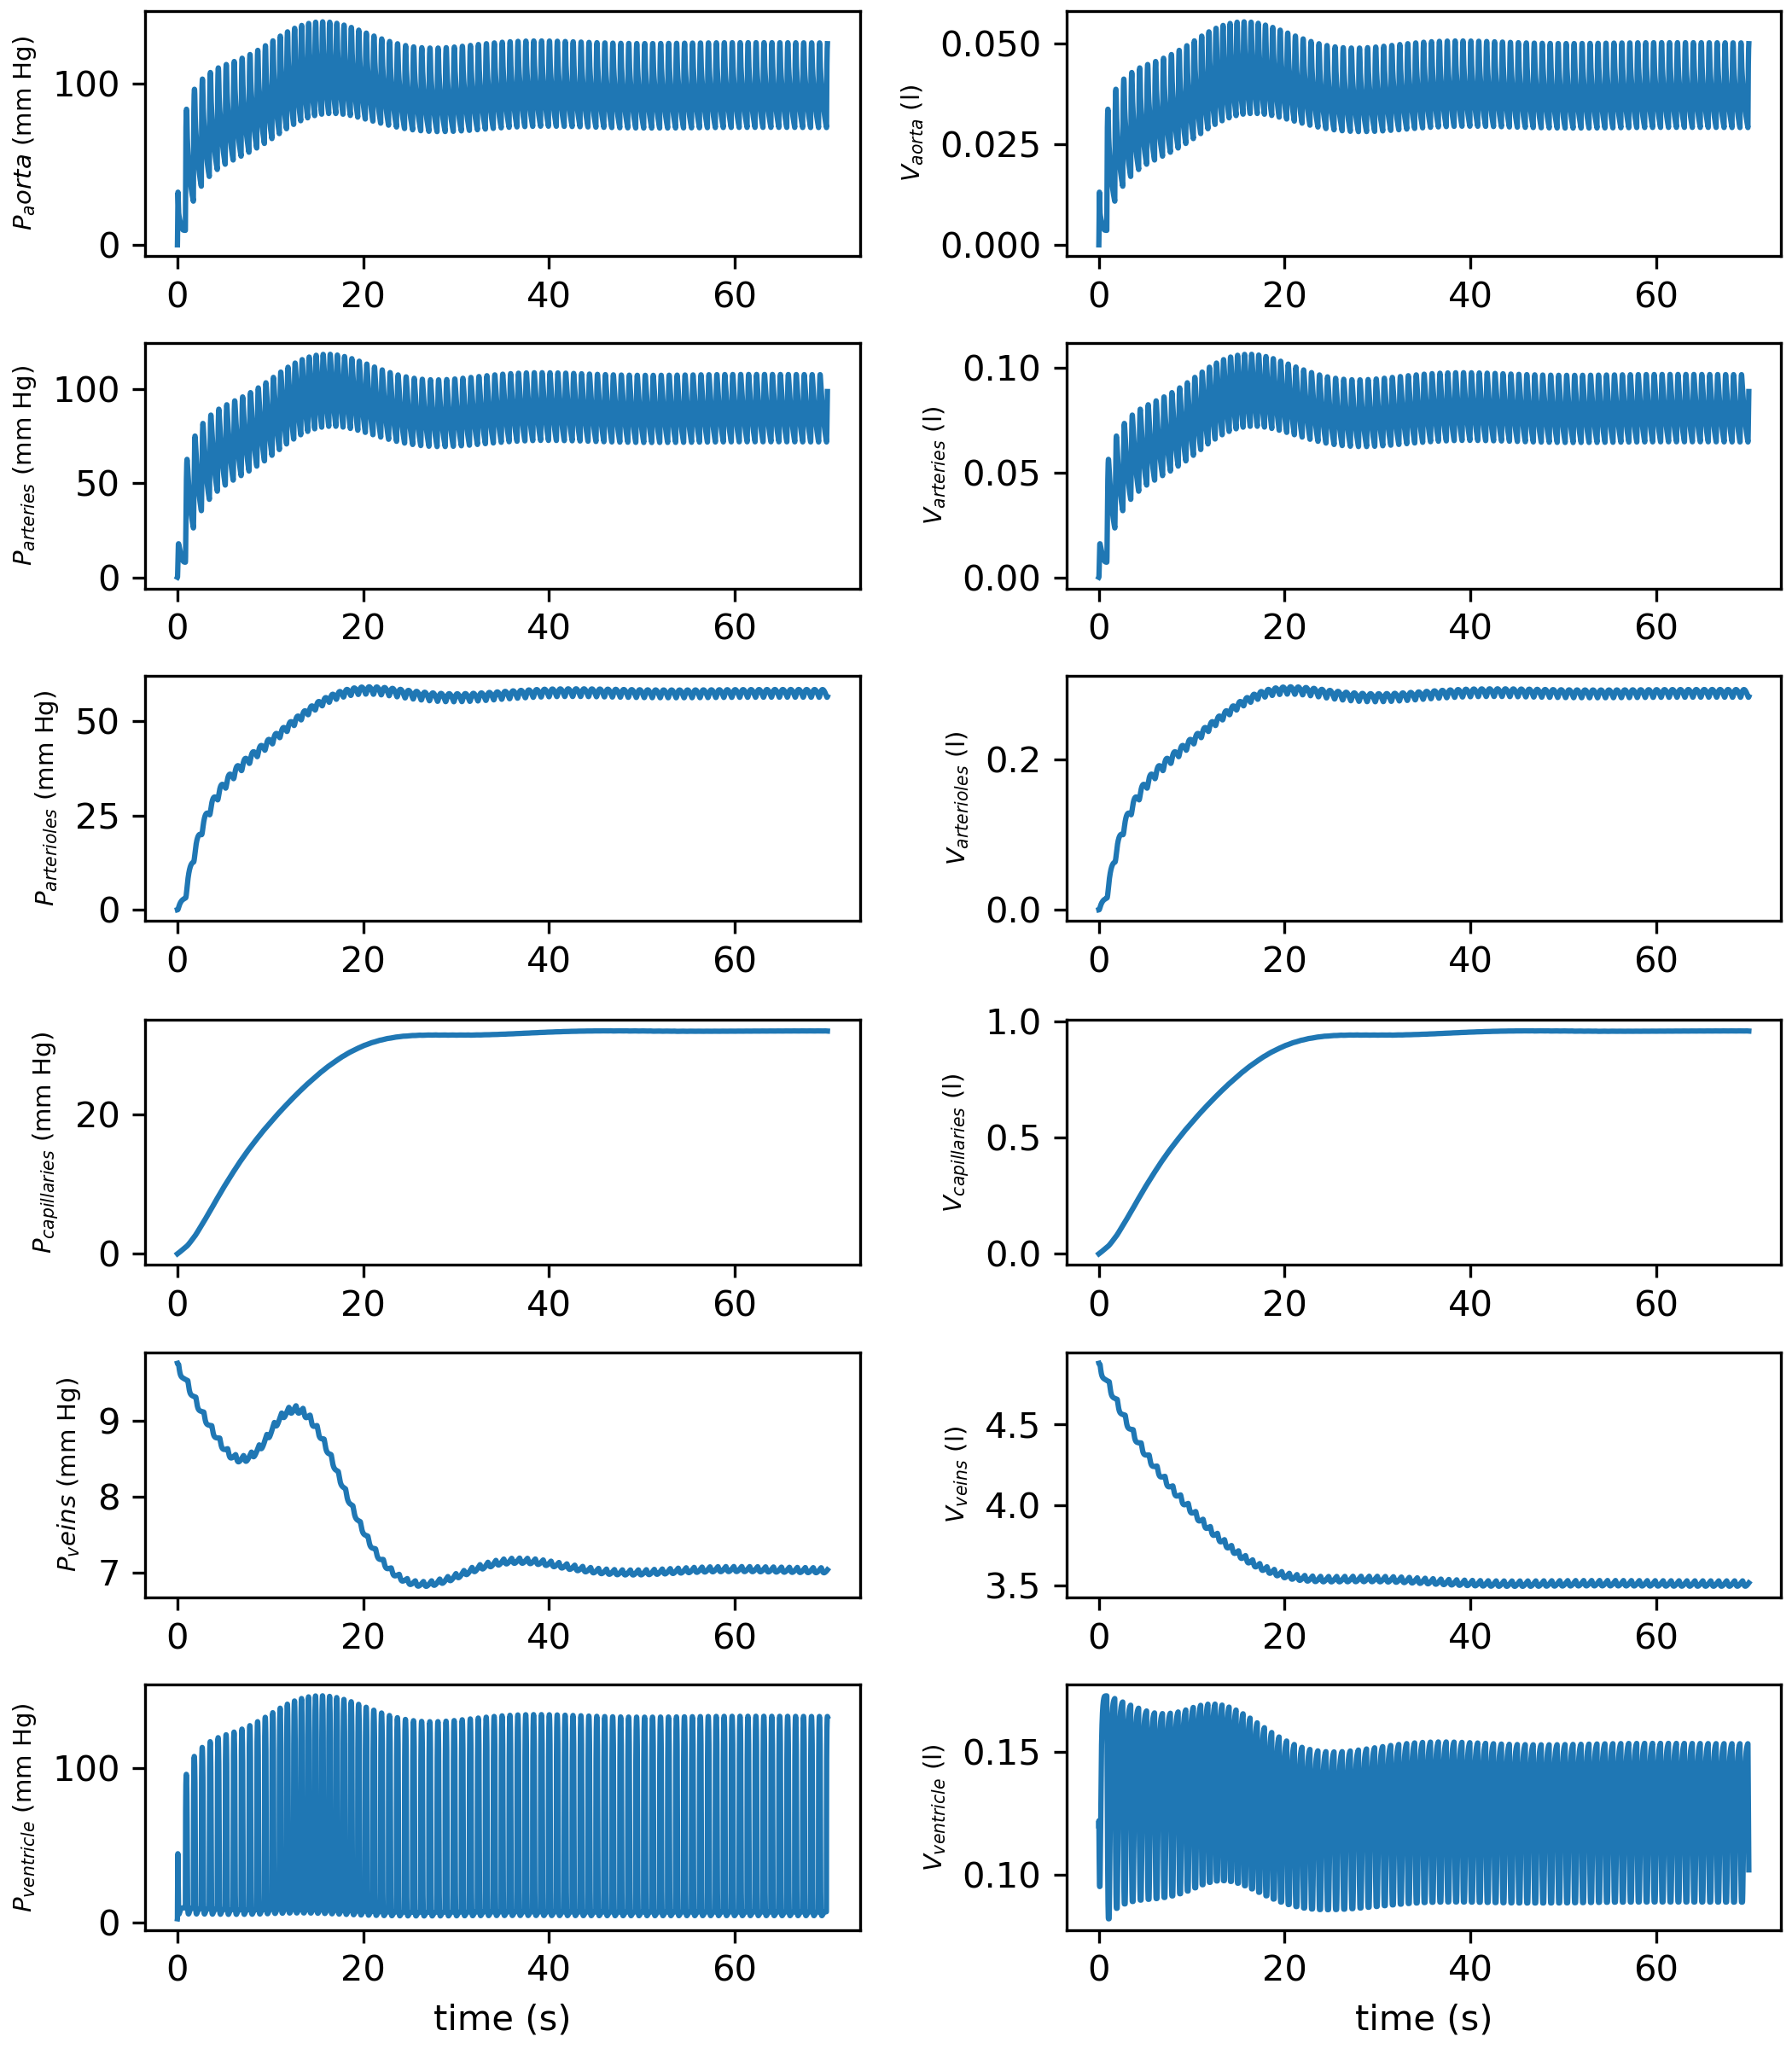 P_aorta (mm Hg)
100
0
0 20 40 60
V_aorta (l)
0.050
0.025
0.000
0 20 40 60
P_arteries (mm Hg)
100
50
0
0 20 40 60
V_arteries (l)
0.10
0.05
0.00
0 20 40 60
P_arterioles (mm Hg)
50
25
0
0 20 40 60
V_arterioles (l)
0.2
0.0
0 20 40 60
P_capillaries (mm Hg)
20
0
0 20 40 60
V_capillaries (l)
1.0
0.5
0.0
0 20 40 60
P_veins (mm Hg)
9
8
7
0 20 40 60
V_veins (l)
4.5
4.0
3.5
0 20 40 60
P_ventricle (mm Hg)
100
0
0 20 40 60
time (s)
V_ventricle (l)
0.15
0.10
0 20 40 60
time (s)